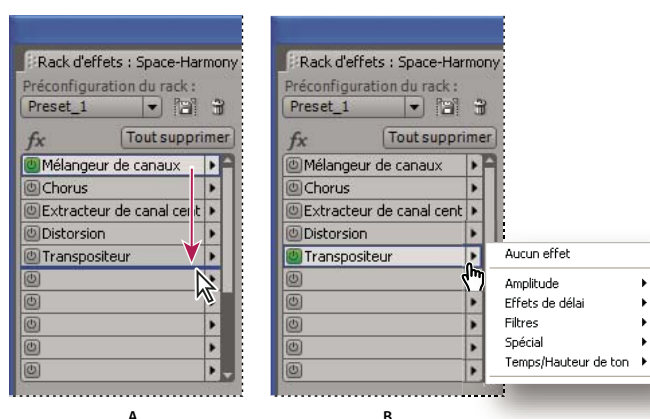 Rack d'effets : Space-Harmony
Préconfiguration du rack :
Preset_1
fx
Tout supprimer
Mélangeur de canaux
Chorus
Extracteur de canal cent
Distorsion
Transpositeur
A
Rack d'effets : Space-Harmony
Préconfiguration du rack :
Preset_1
fx
Tout supprimer
Mélangeur de canaux
Chorus
Extracteur de canal cent
Distorsion
Transpositeur
Aucun effet
Amplitude
Effets de délai
Filtres
Spécial
Temps/Hauteur de ton
B